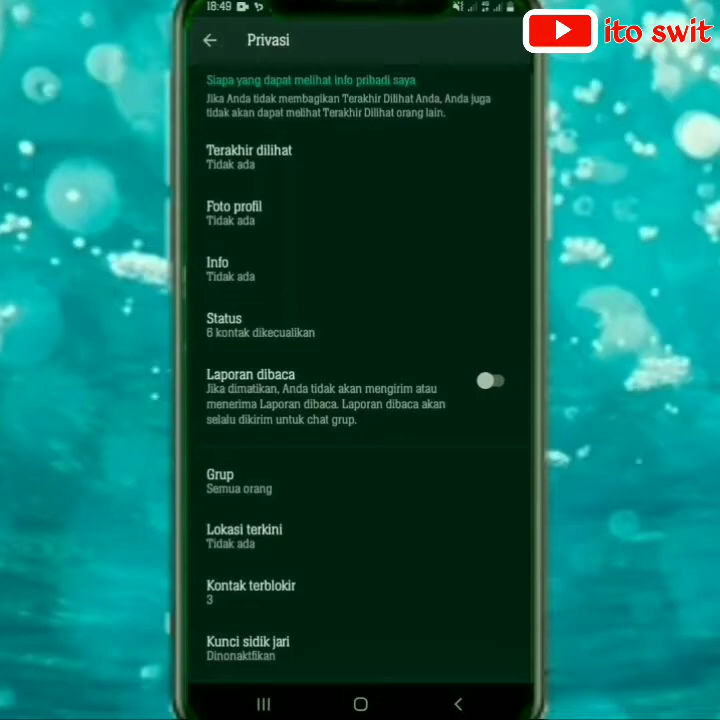 18:49
ito swit
Privasi
Siapa yang dapat melihat info pribadi saya
Jika Anda tidak membagikan Terakhir Dilihat Anda, Anda juga
tidak akan dapat melihat Terakhir Dilihat orang lain.
Terakhir dilihat
Tidak ada
Foto profil
Tidak ada
Info
Tidak ada
Status
6 kontak dikecualikan
Laporan dibaca
Jika dimatikan, Anda tidak akan mengirim atau
menerima Laporan dibaca. Laporan dibaca akan
selalu dikirim untuk chat grup.
Grup
Semua orang
Lokasi terkini
Tidak ada
Kontak terblokir
3
Kunci sidik jari
Dinonaktfikan